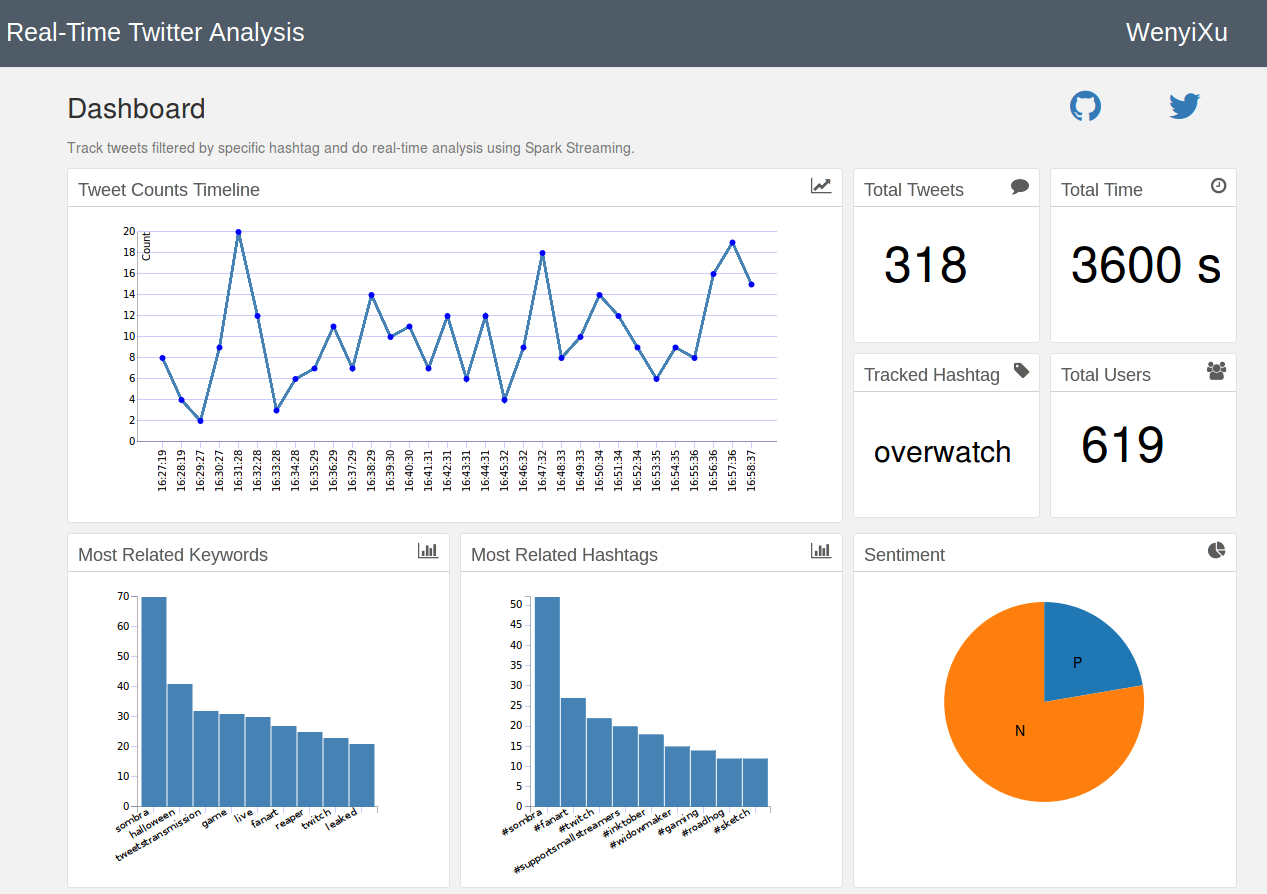 Real-Time Twitter Analysis
WenyiXu
Dashboard
Track tweets filtered by specific hashtag and do real-time analysis using Spark Streaming.
Tweet Counts Timeline
Count
20
18
16
14
12
10
8
6
4
2
0
16:27:19
16:28:19
16:29:27
16:30:27
16:31:28
16:32:28
16:33:28
16:34:28
16:35:29
16:36:29
16:37:29
16:38:29
16:39:30
16:40:30
16:41:31
16:42:31
16:43:31
16:44:31
16:45:32
16:46:32
16:47:32
16:48:33
16:49:33
16:50:34
16:51:34
16:52:34
16:53:35
16:54:35
16:55:36
16:56:36
16:57:36
16:58:37
Total Tweets
318
Total Time
3600 s
Tracked Hashtag
overwatch
Total Users
619
Most Related Keywords
70
60
50
40
30
20
10
0
sombra
halloween
tweetstransmission
game
live
fanart
reaper
twitch
leaked
Most Related Hashtags
50
45
40
35
30
25
20
15
10
5
0
#sombra
#fanart
#twitch
#supportsmallstreamers
#inktober
#widowmaker
#gaming
#roadhog
#sketch
Sentiment
P
N